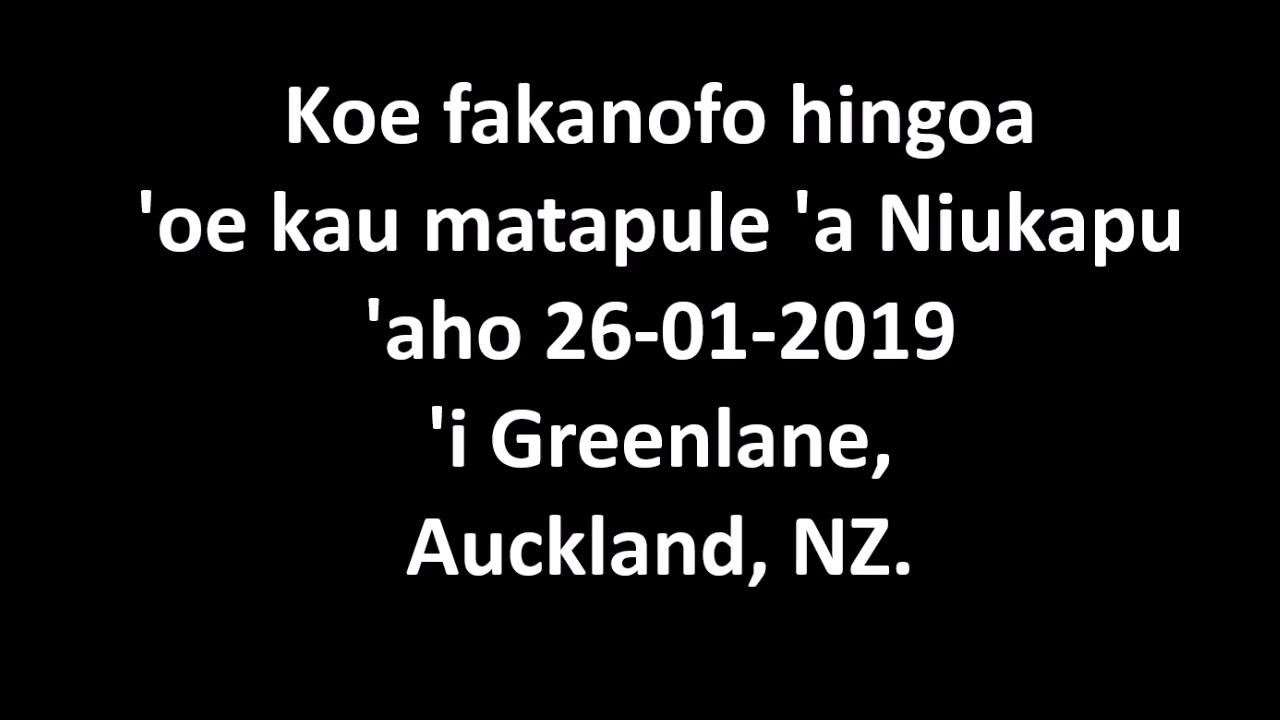 Koe fakanofo hingoa
'oe kau matapule 'a Niukapu
'aho 26-01-2019
'i Greenlane,
Auckland, NZ.